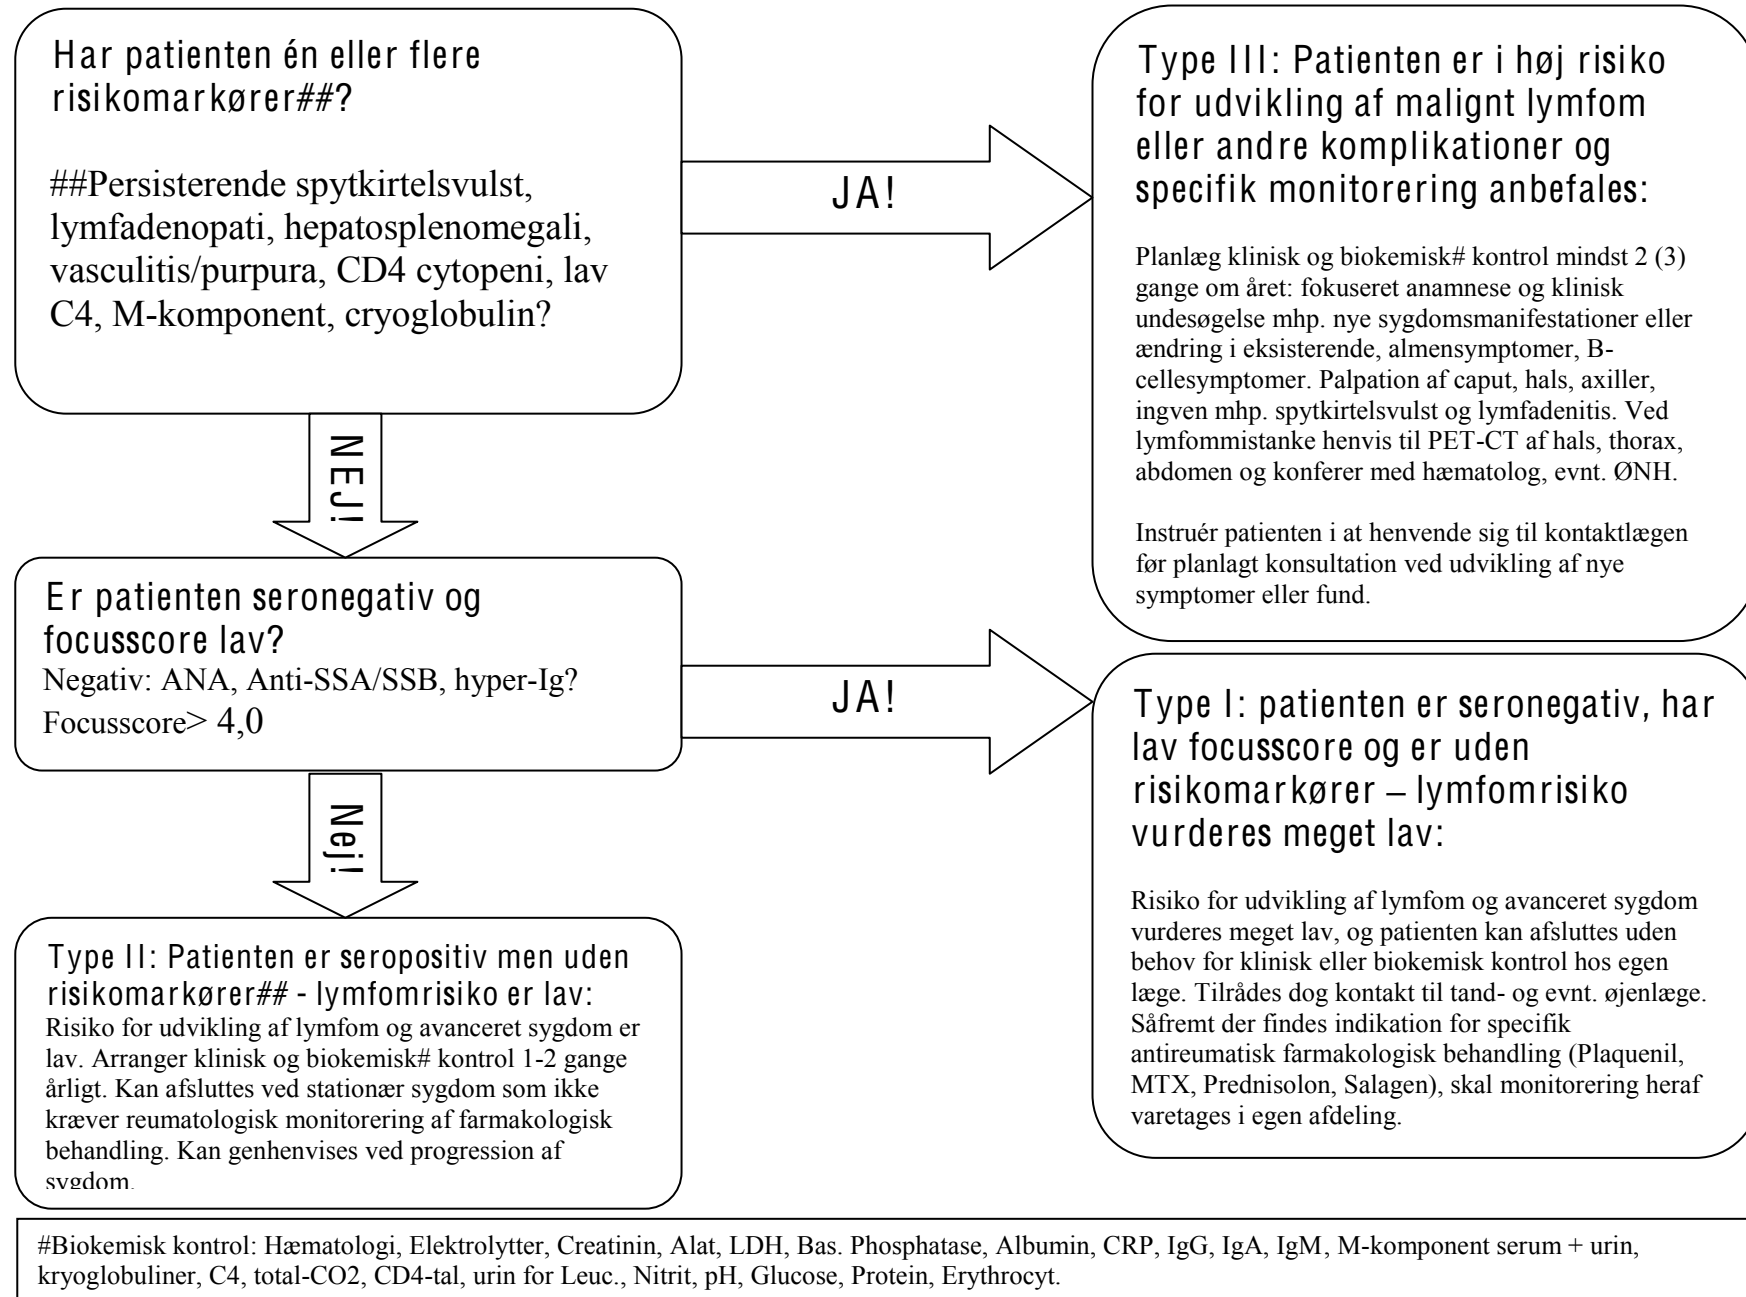 Har patienten én eller flere
risikomarkører##?
##Persisterende spytkirtelsvulst,
lymfadenopati, hepatosplenomegali,
vasculitis/purpura, CD4 cytopeni, lav
C4, M-komponent, cryoglobulin?
JA!
Type III: Patienten er i høj risiko
for udvikling af malignt lymfom
eller andre komplikationer og
specifik monitorering anbefales:
Planlæg klinisk og biokemisk# kontrol mindst 2 (3)
gange om året: fokuseret anamnese og klinisk
undesøgelse mhp. nye sygdomsmanifestationer eller
ændring i eksisterende, almensymptomer, B-
cellesymptomer. Palpation af caput, hals, axiller,
ingven mhp. spytkirtelsvulst og lymfadenitis. Ved
lymfommistanke henvis til PET-CT af hals, thorax,
abdomen og konferer med hæmatolog, evnt. ØNH.
Instruér patienten i at henvende sig til kontaktlægen
før planlagt konsultation ved udvikling af nye
symptomer eller fund.
NEJ!
Er patienten seronegativ og
focusscore lav?
Negativ: ANA, Anti-SSA/SSB, hyper-Ig?
Focusscore> 4,0
JA!
Type I: patienten er seronegativ, har
lav focusscore og er uden
risikomarkører – lymfomrisiko
vurderes meget lav:
Risiko for udvikling af lymfom og avanceret sygdom
vurderes meget lav, og patienten kan afsluttes uden
behov for klinisk eller biokemisk kontrol hos egen
læge. Tilrådes dog kontakt til tand- og evnt. øjenlæge.
Såfremt der findes indikation for specifik
antireumatisk farmakologisk behandling (Plaquenil,
MTX, Prednisolon, Salagen), skal monitorering heraf
varetages i egen afdeling.
Nej!
Type II: Patienten er seropositiv men uden
risikomarkører## - lymfomrisiko er lav:
Risiko for udvikling af lymfom og avanceret sygdom er
lav. Arranger klinisk og biokemisk# kontrol 1-2 gange
årligt. Kan afsluttes ved stationær sygdom som ikke
kræver reumatologisk monitorering af farmakologisk
behandling. Kan genhenvises ved progression af
sygdom.
#Biokemisk kontrol: Hæmatologi, Elektrolytter, Creatinin, Alat, LDH, Bas. Phosphatase, Albumin, CRP, IgG, IgA, IgM, M-komponent serum + urin,
kryoglobuliner, C4, total-CO2, CD4-tal, urin for Leuc., Nitrit, pH, Glucose, Protein, Erythrocyt.